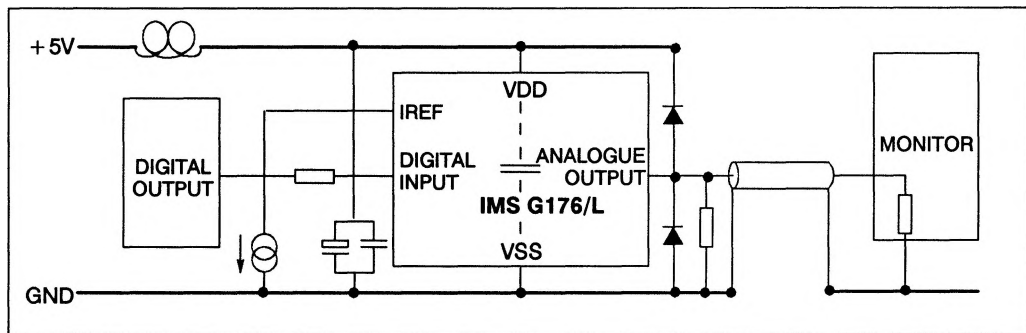 +5V
VDD
IREF
DIGITAL
OUTPUT
DIGITAL
INPUT
ANALOGUE
OUTPUT
IMS G176/L
VSS
MONITOR
GND